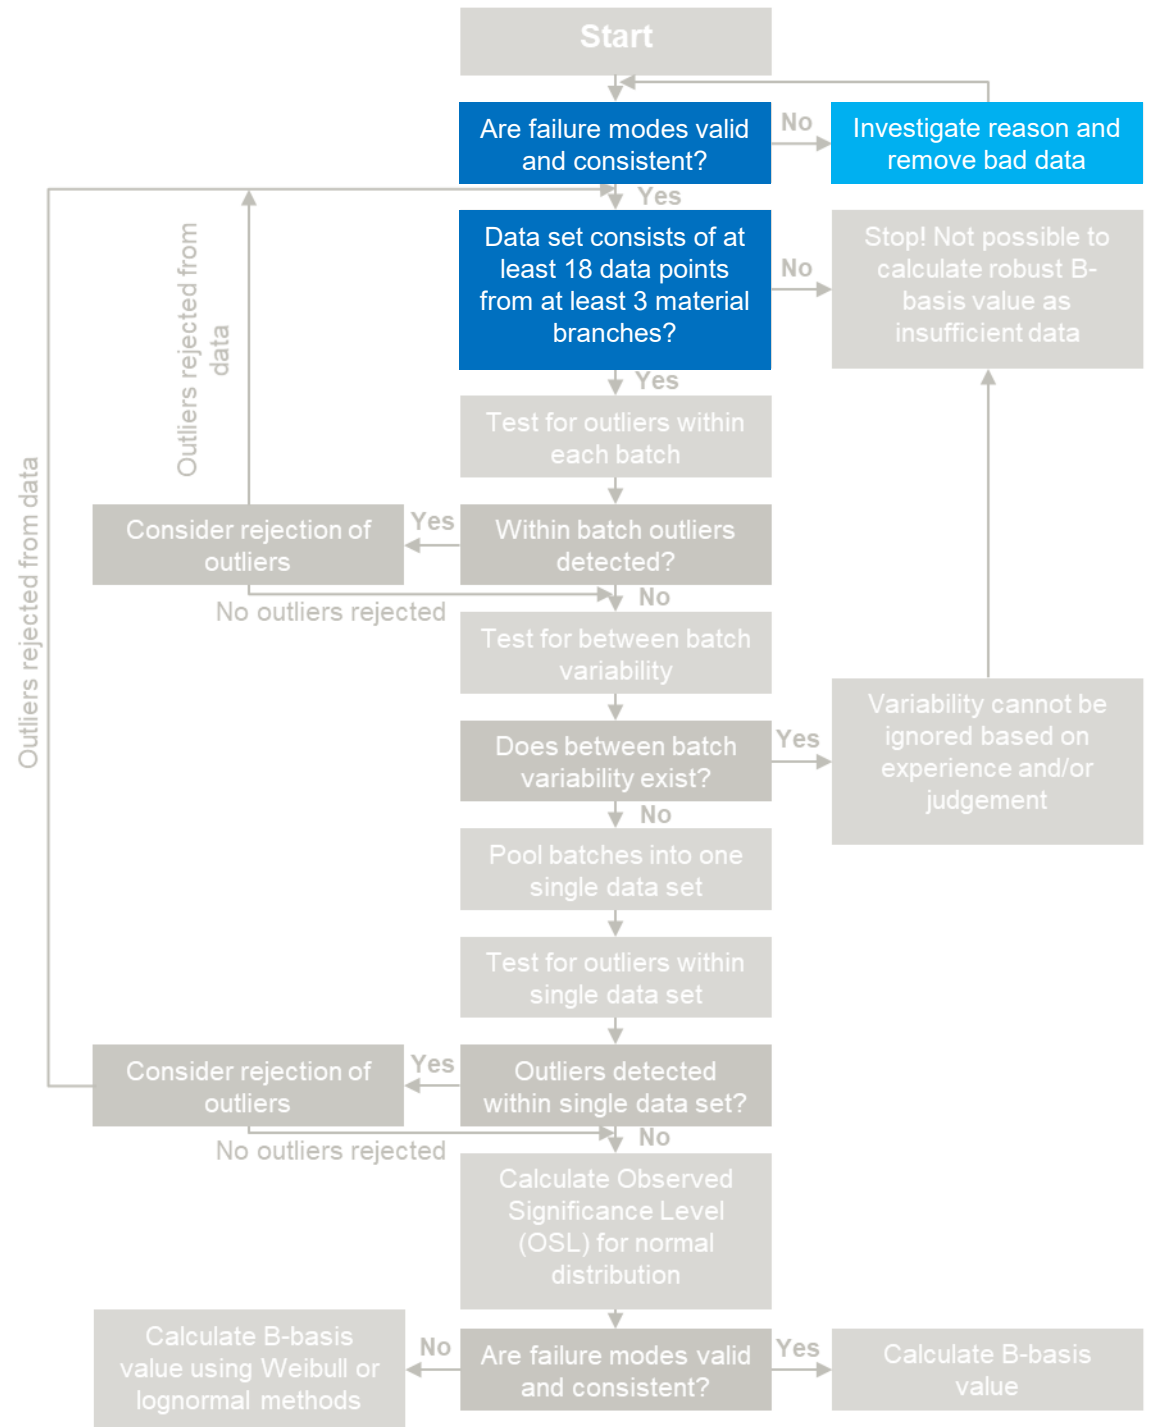 Start
Are failure modes valid
and consistent?
No
Investigate reason and
remove bad data
Yes
Data set consists of at
least 18 data points
from at least 3 material
branches?
No
Stop! Not possible to
calculate robust B-
basis value as
insufficient data
Yes
Outliers rejected from
data
Test for outliers within
each batch
Outliers rejected from data
Consider rejection of
outliers
Yes
Within batch outliers
detected?
No outliers rejected
No
Test for between batch
variability
Does between batch
variability exist?
Yes
Variability cannot be
ignored based on
experience and/or
judgement
No
Pool batches into one
single data set
Test for outliers within
single data set
Consider rejection of
outliers
Yes
Outliers detected
within single data set?
No outliers rejected
No
Calculate Observed
Significance Level
(OSL) for normal
distribution
Calculate B-basis
value using Weibull or
lognormal methods
No
Are failure modes valid
and consistent?
Yes
Calculate B-basis
value